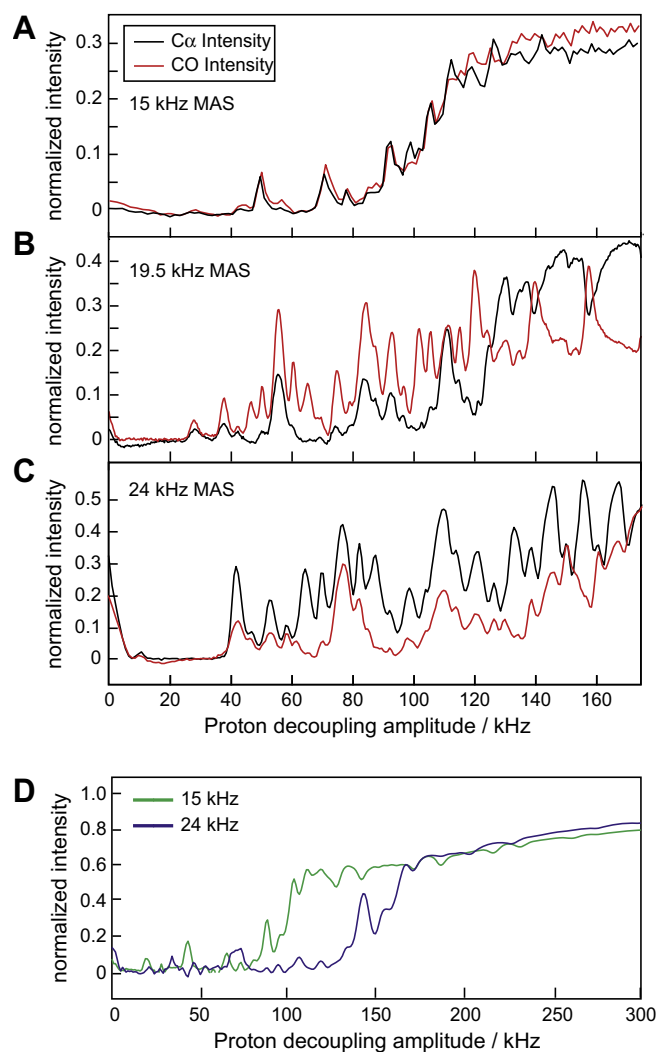 A
Cα Intensity
CO Intensity
15 kHz MAS
normalized intensity
0.3
0.1
0
B
19.5 kHz MAS
normalized intensity
0.4
0.3
0.2
0.1
0
C
24 kHz MAS
normalized intensity
0.5
0.4
0.3
0.2
0.1
0
0 20 40 60 80 100 120 140 160
Proton decoupling amplitude / kHz
D
15 kHz
24 kHz
normalized intensity
1.0
0.8
0.6
0.4
0.2
0
0 50 100 150 200 250 300
Proton decoupling amplitude / kHz